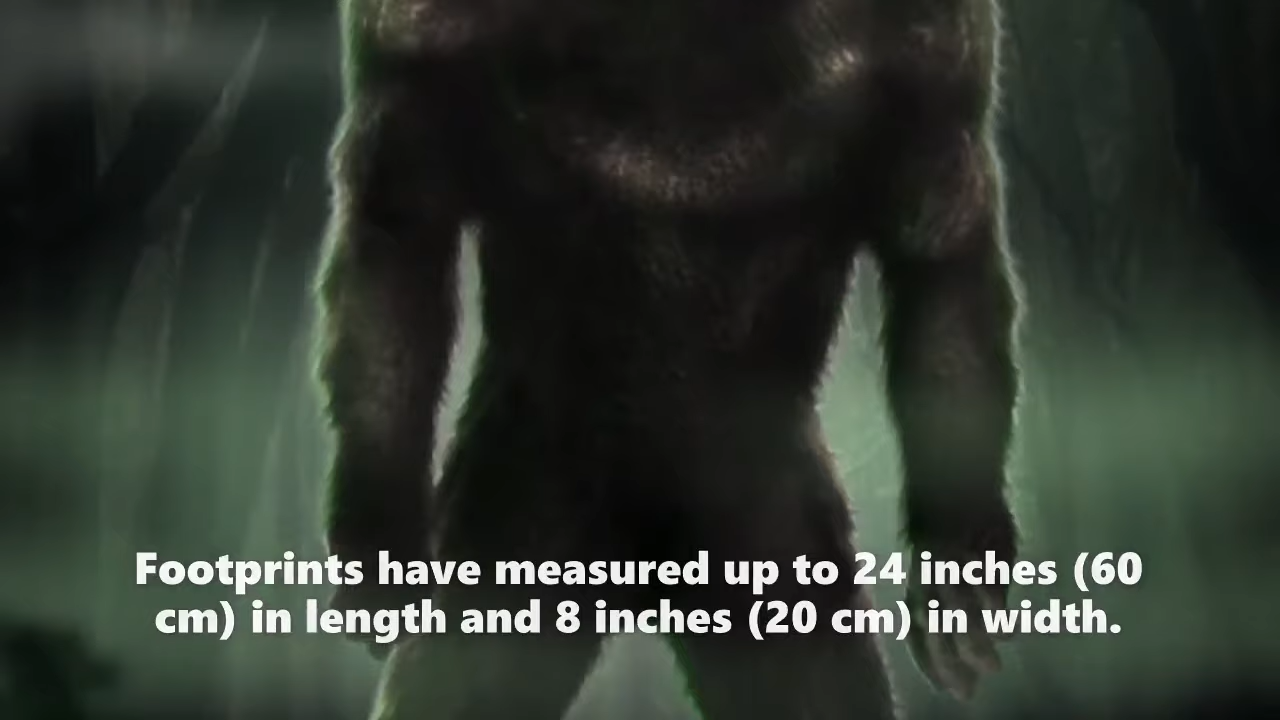 Footprints have measured up to 24 inches (60
cm) in length and 8 inches (20 cm) in width.